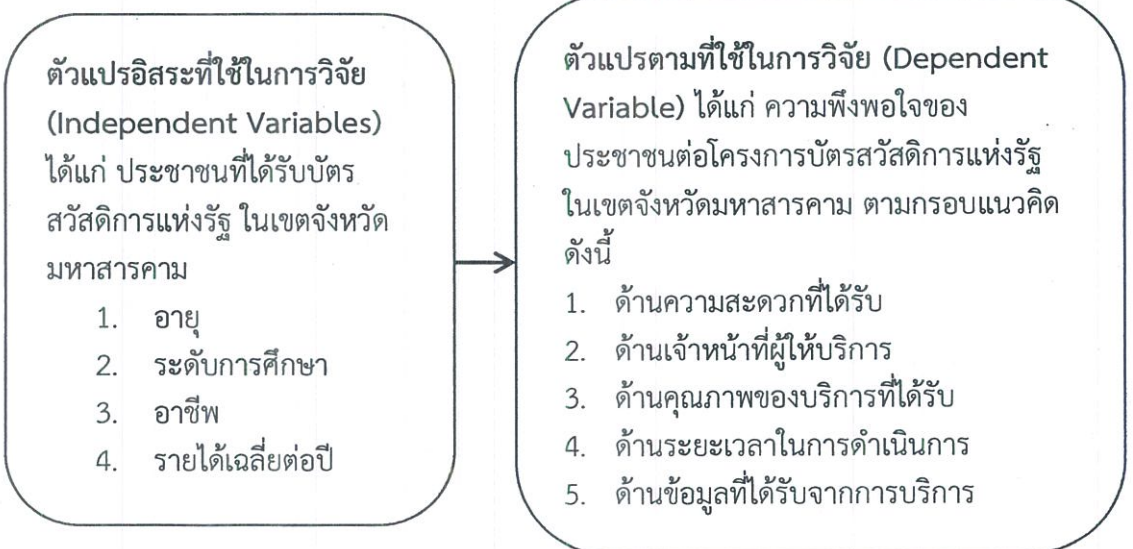 ตัวแปรอิสระที่ใช้ในการวิจัย
(Independent Variables)
ได้แก่ ประชาชนที่ได้รับบัตร
สวัสดิการแห่งรัฐ ในเขตจังหวัด
มหาสารคาม
1. อายุ
2. ระดับการศึกษา
3. อาชีพ
4. รายได้เฉลี่ยต่อปี
ตัวแปรตามที่ใช้ในการวิจัย (Dependent
Variable) ได้แก่ ความพึงพอใจของ
ประชาชนต่อโครงการบัตรสวัสดิการแห่งรัฐ
ในเขตจังหวัดมหาสารคาม ตามกรอบแนวคิด
ดังนี้
1. ด้านความสะดวกที่ได้รับ
2. ด้านเจ้าหน้าที่ผู้ให้บริการ
3. ด้านคุณภาพของบริการที่ได้รับ
4. ด้านระยะเวลาในการดำเนินการ
5. ด้านข้อมูลที่ได้รับจากการบริการ